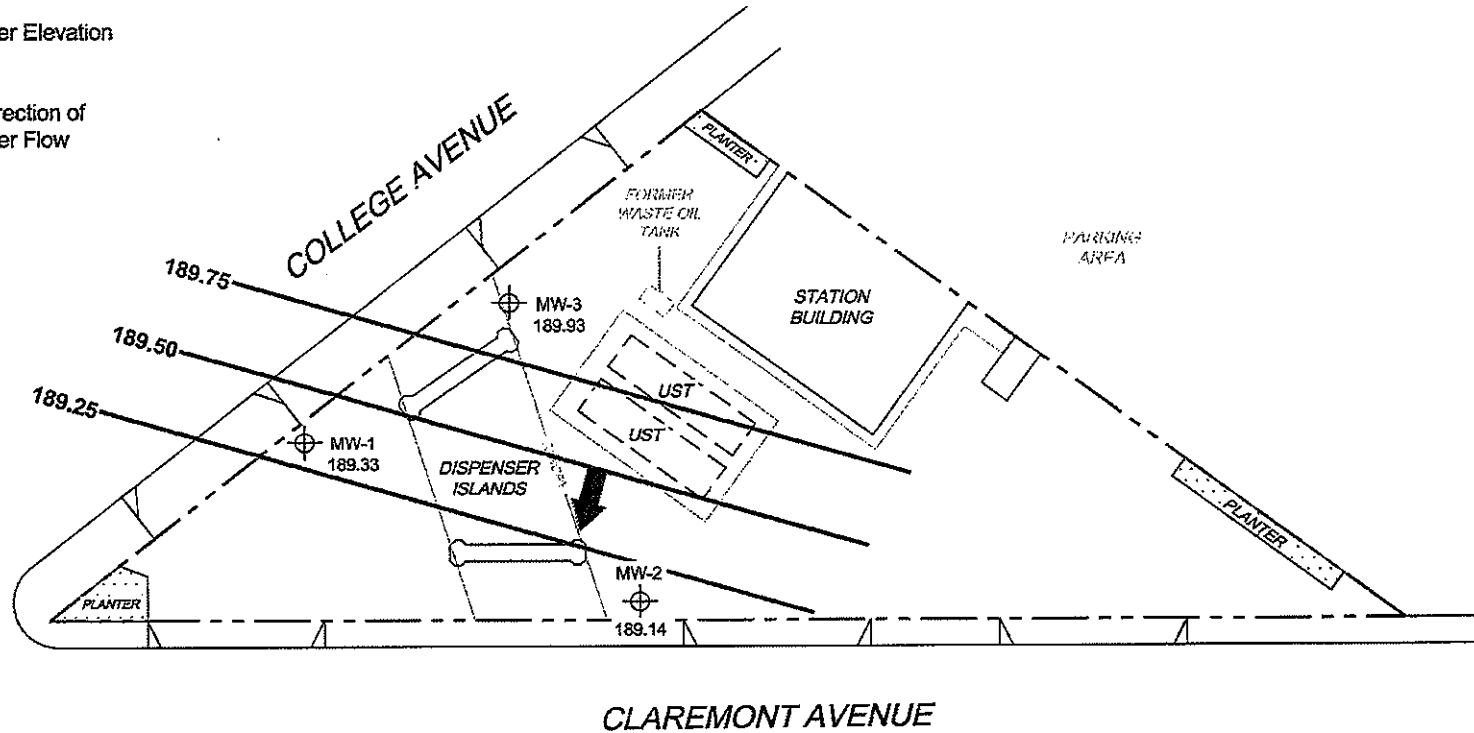 er Elevation
rection of
er Flow
COLLEGE AVENUE
PLANTER
FORMER
WASTE OIL
TANK
PARKING
AREA
189.75
MW-3
189.93
STATION
BUILDING
189.50
UST
189.25
UST
MW-1
189.33
DISPENSER
ISLANDS
PLANTER
MW-2
PLANTER
189.14
CLAREMONT AVENUE